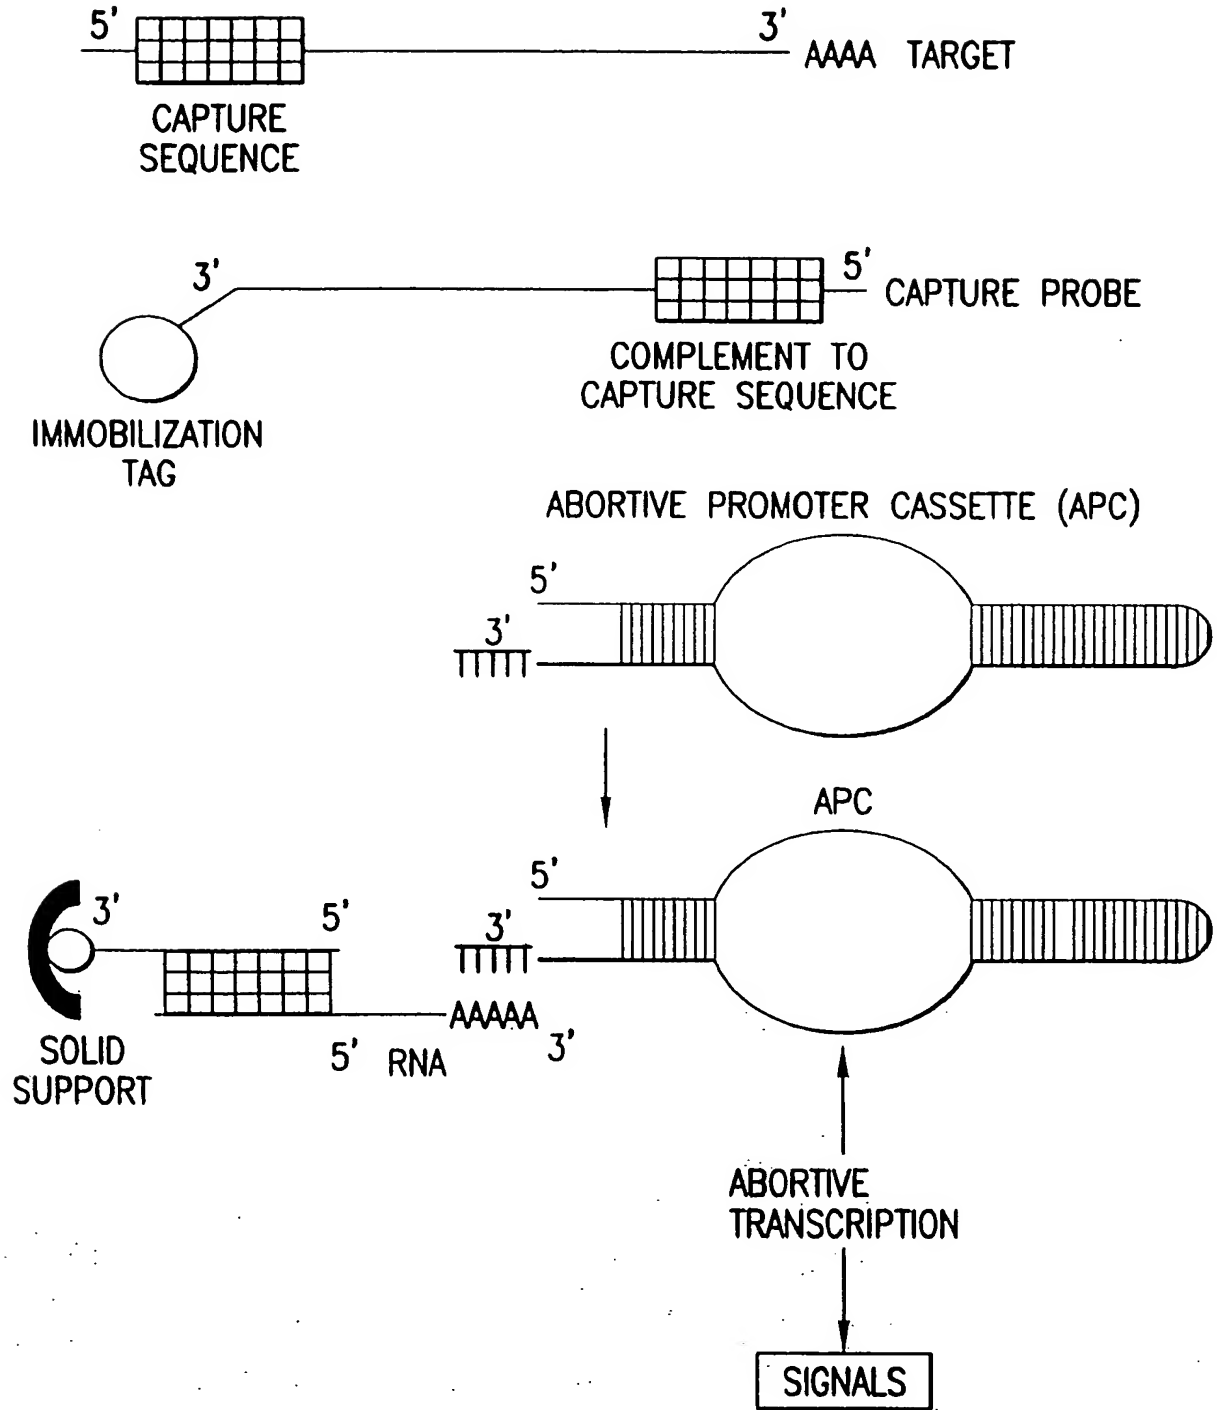 5' 3'
AAAA TARGET
CAPTURE
SEQUENCE
3' 5'
CAPTURE PROBE
COMPLEMENT TO
CAPTURE SEQUENCE
IMMOBILIZATION
TAG
ABORTIVE PROMOTER CASSETTE (APC)
5'
3'
TTTTT
APC
5'
3' 5' 3'
TTTTT
AAAAA
3'
5' RNA
SOLID
SUPPORT
ABORTIVE
TRANSCRIPTION
SIGNALS